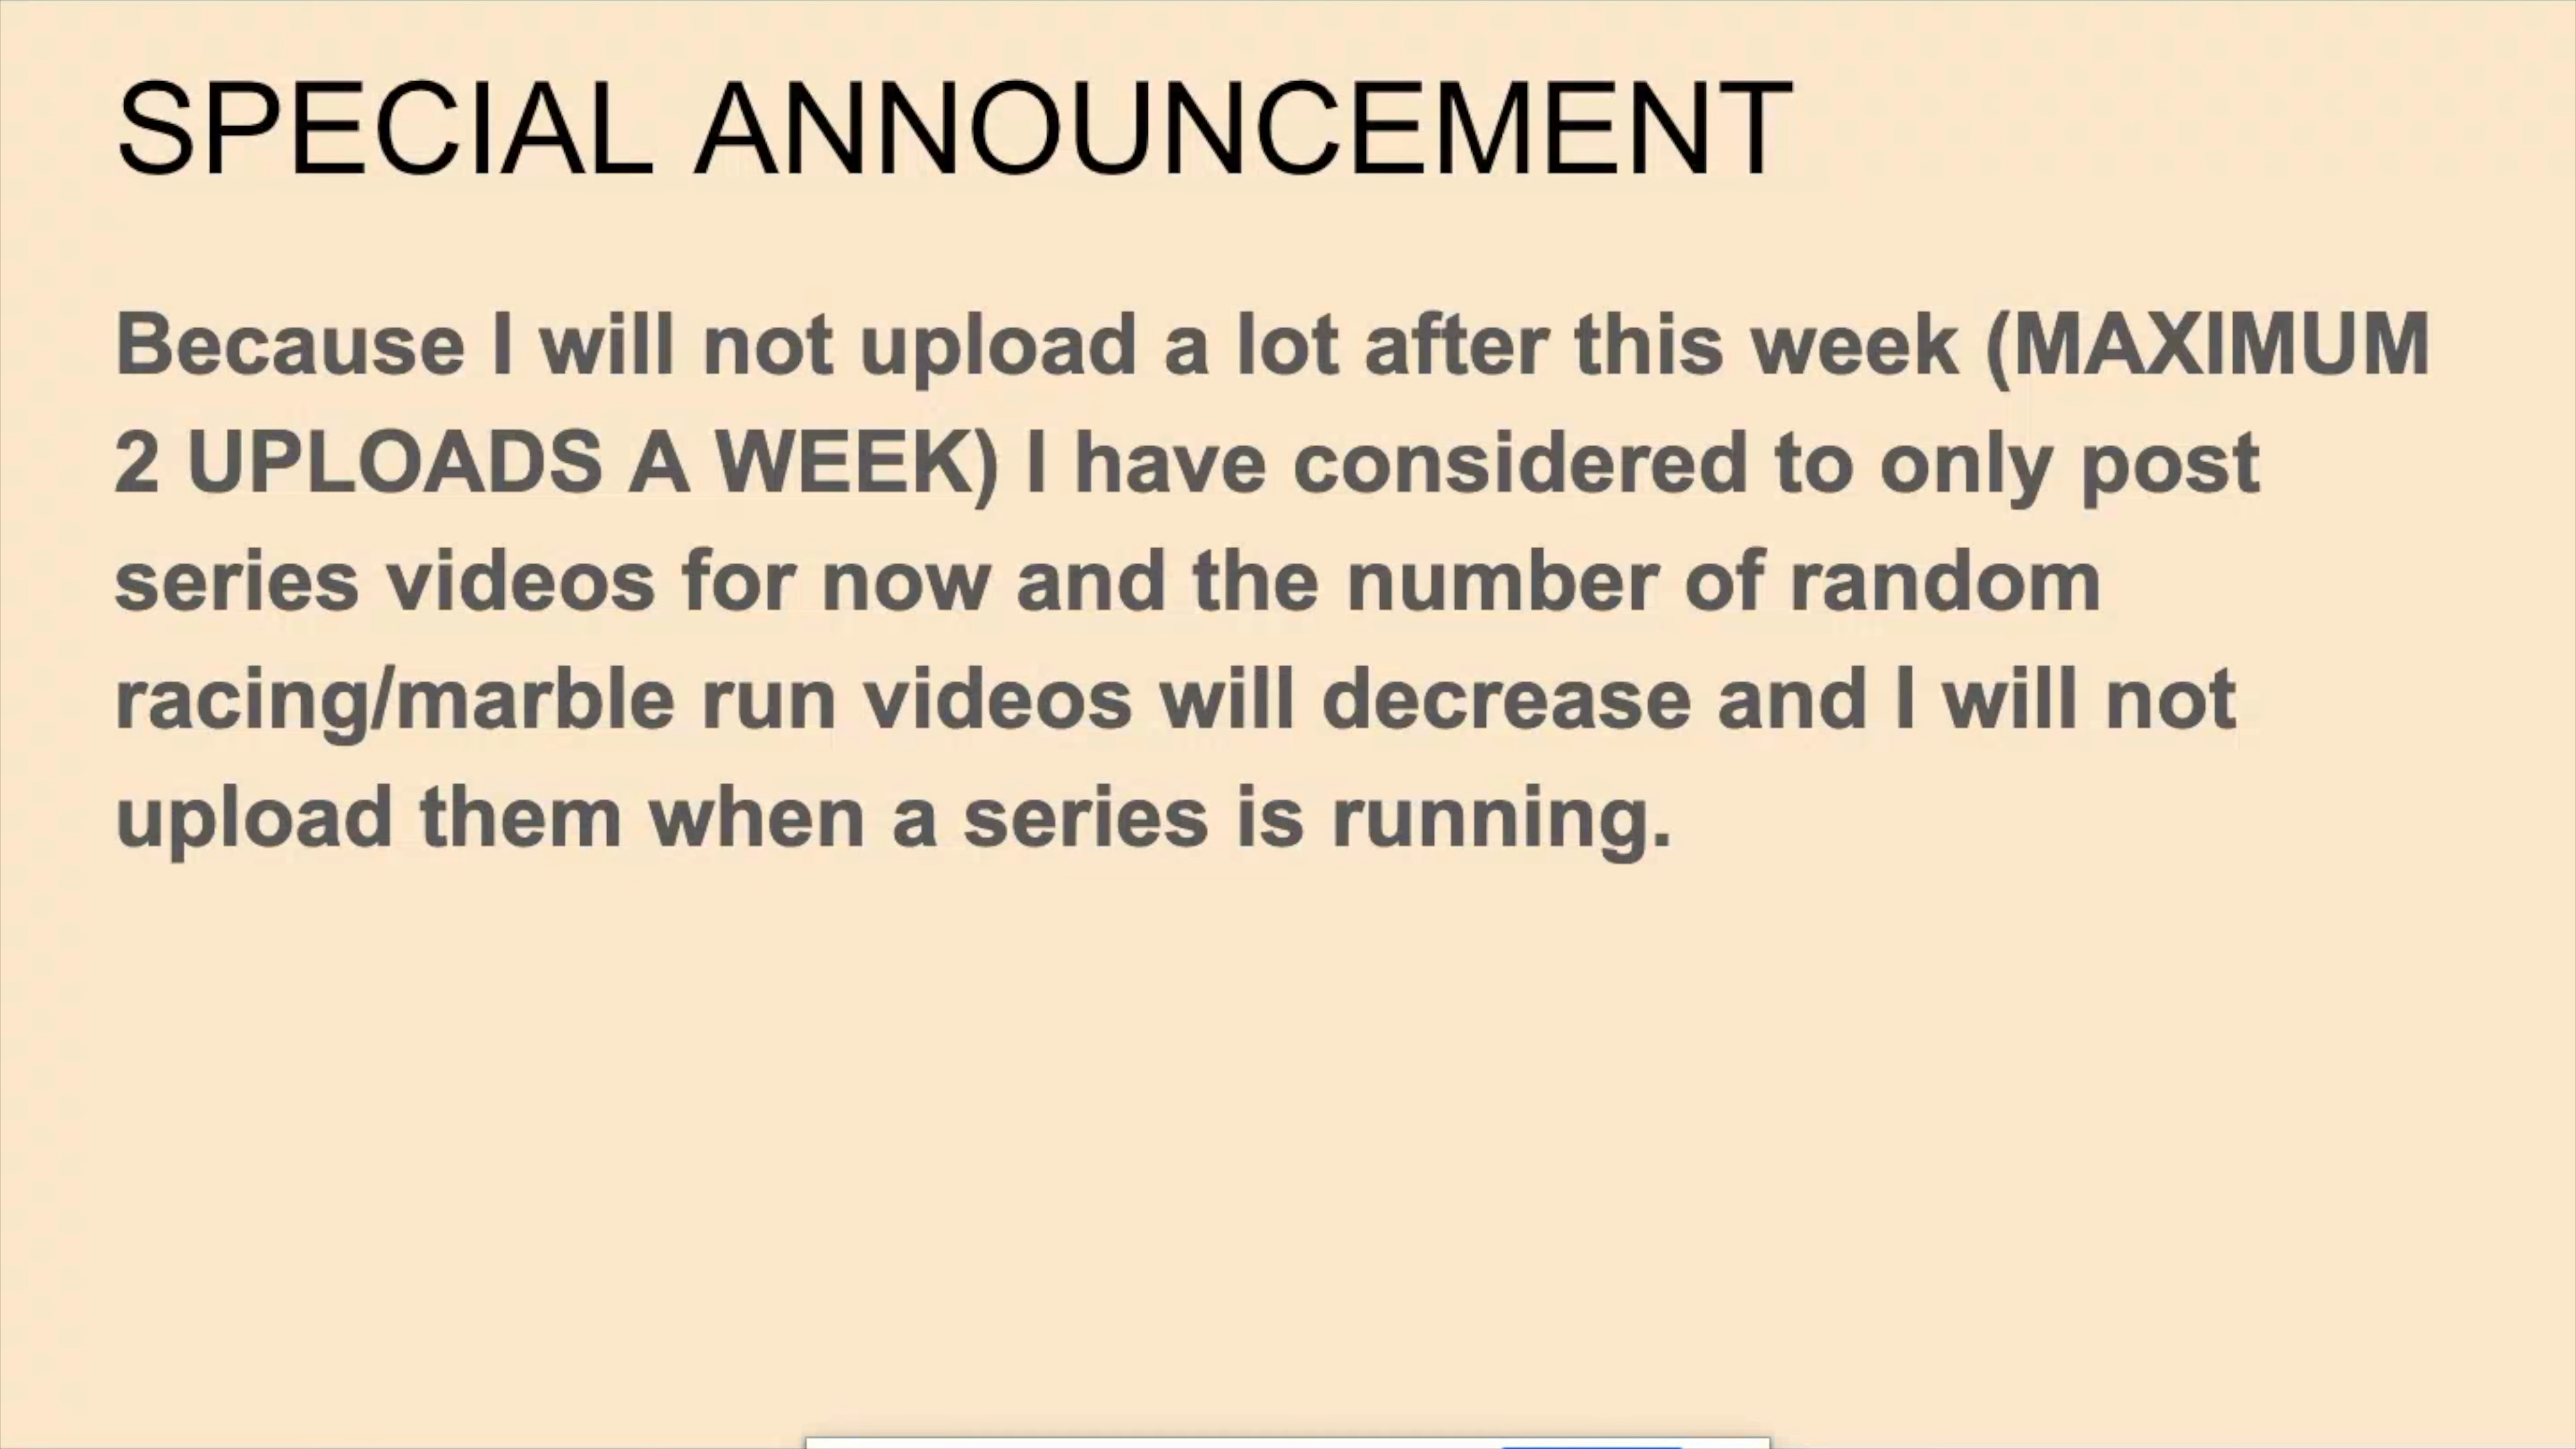 SPECIAL ANNOUNCEMENT
Because I will not upload a lot after this week (MAXIMUM
2 UPLOADS A WEEK) I have considered to only post
series videos for now and the number of random
racing/marble run videos will decrease and I will not
upload them when a series is running.